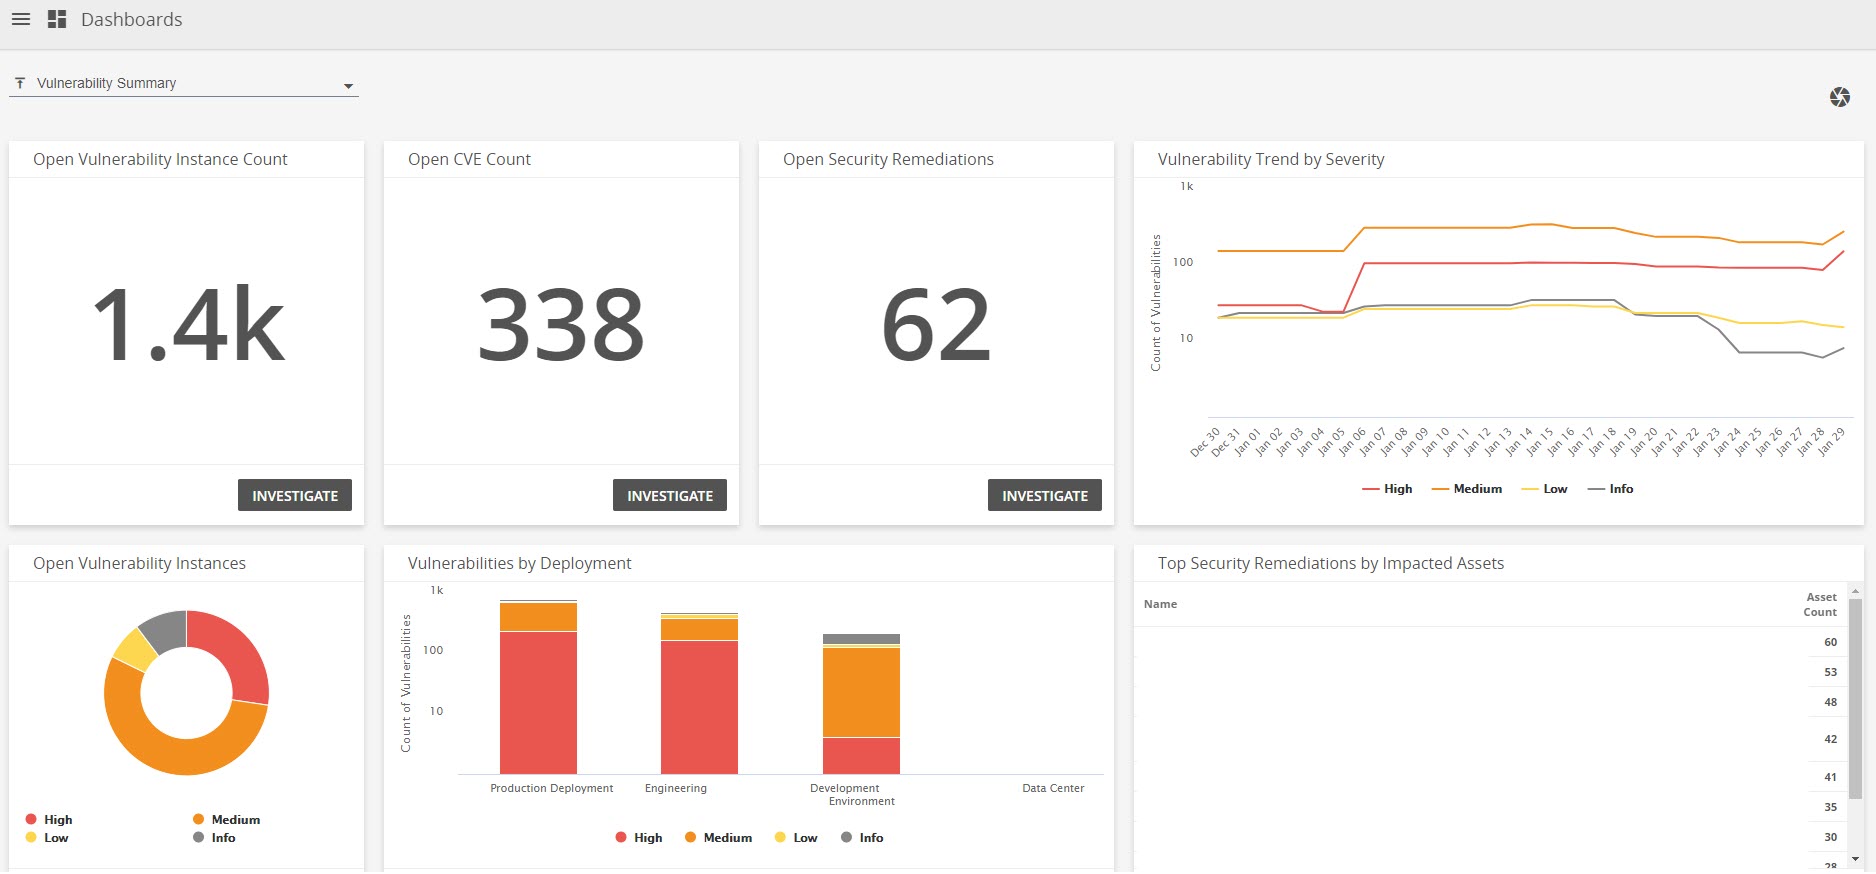 Dashboards
Vulnerability Summary
Open Vulnerability Instance Count
1.4k
INVESTIGATE
Open CVE Count
338
INVESTIGATE
Open Security Remediations
62
INVESTIGATE
Vulnerability Trend by Severity
Count of Vulnerabilities
1k
100
10
Dec 30
Dec 31
Jan 01
Jan 02
Jan 03
Jan 04
Jan 05
Jan 06
Jan 07
Jan 08
Jan 09
Jan 10
Jan 11
Jan 12
Jan 13
Jan 14
Jan 15
Jan 16
Jan 17
Jan 18
Jan 19
Jan 20
Jan 21
Jan 22
Jan 23
Jan 24
Jan 25
Jan 26
Jan 27
Jan 28
Jan 29
High Medium Low Info
Open Vulnerability Instances
High Medium
Low Info
Vulnerabilities by Deployment
Count of Vulnerabilities
1k
100
10
Production Deployment
Engineering
Development
Environment
Data Center
High Medium Low Info
Top Security Remediations by Impacted Assets
Name
Asset
Count
60
53
48
42
41
35
30
28